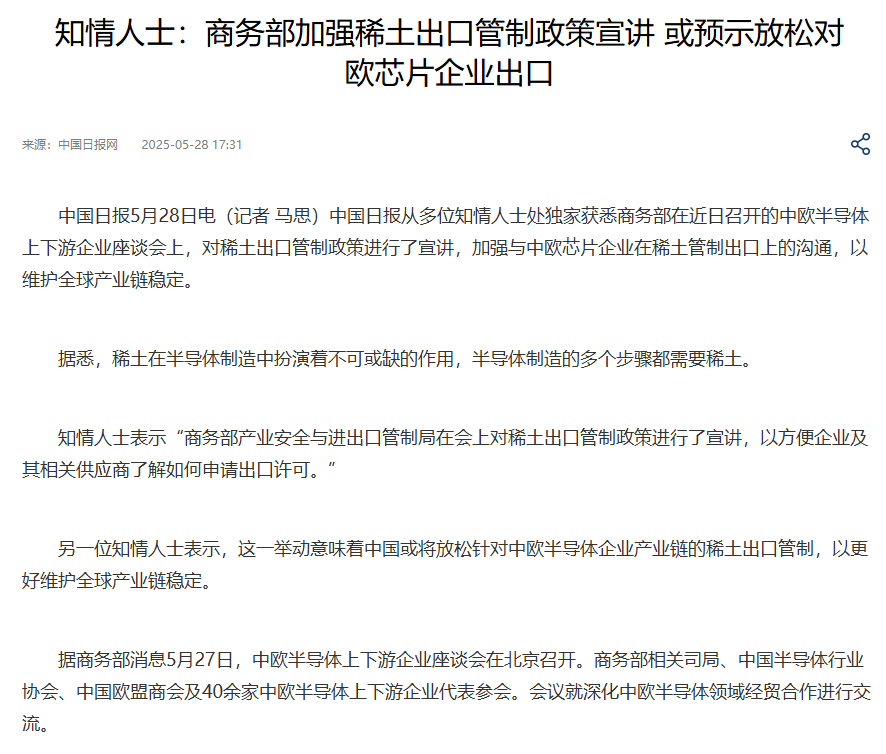 知情人士：商务部加强稀土出口管制政策宣讲 或预示放松对
欧芯片企业出口
来源：中国日报网 2025-05-28 17:31
中国日报5月28日电（记者 马思）中国日报从多位知情人士处独家获悉商务部在近日召开的中欧半导体
上下游企业座谈会上，对稀土出口管制政策进行了宣讲，加强与中欧芯片企业在稀土管制出口上的沟通，以
维护全球产业链稳定。
据悉，稀土在半导体制造中扮演着不可或缺的作用，半导体制造的多个步骤都需要稀土。
知情人士表示“商务部产业安全与进出口管制局在会上对稀土出口管制政策进行了宣讲，以方便企业及
其相关供应商了解如何申请出口许可。”
另一位知情人士表示，这一举动意味着中国或将放松针对中欧半导体企业产业链的稀土出口管制，以更
好维护全球产业链稳定。
据商务部消息5月27日，中欧半导体上下游企业座谈会在北京召开。商务部相关司局、中国半导体行业
协会、中国欧盟商会及40余家中欧半导体上下游企业代表参会。会议就深化中欧半导体领域经贸合作进行交
流。